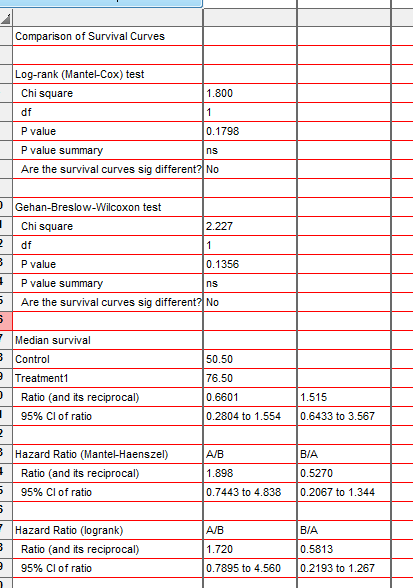 Comparison of Survival Curves
Log-rank (Mantel-Cox) test
Chi square 1.800
df 1
P value 0.1798
P value summary ns
Are the survival curves sig different? No
Gehan-Breslow-Wilcoxon test
Chi square 2.227
df 1
P value 0.1356
P value summary ns
Are the survival curves sig different? No
Median survival
Control 50.50
Treatment1 76.50
Ratio (and its reciprocal) 0.6601 1.515
95% CI of ratio 0.2804 to 1.554 0.6433 to 3.567
Hazard Ratio (Mantel-Haenszel) A/B B/A
Ratio (and its reciprocal) 1.898 0.5270
95% CI of ratio 0.7443 to 4.838 0.2067 to 1.344
Hazard Ratio (logrank) A/B B/A
Ratio (and its reciprocal) 1.720 0.5813
95% CI of ratio 0.7895 to 4.560 0.2193 to 1.267